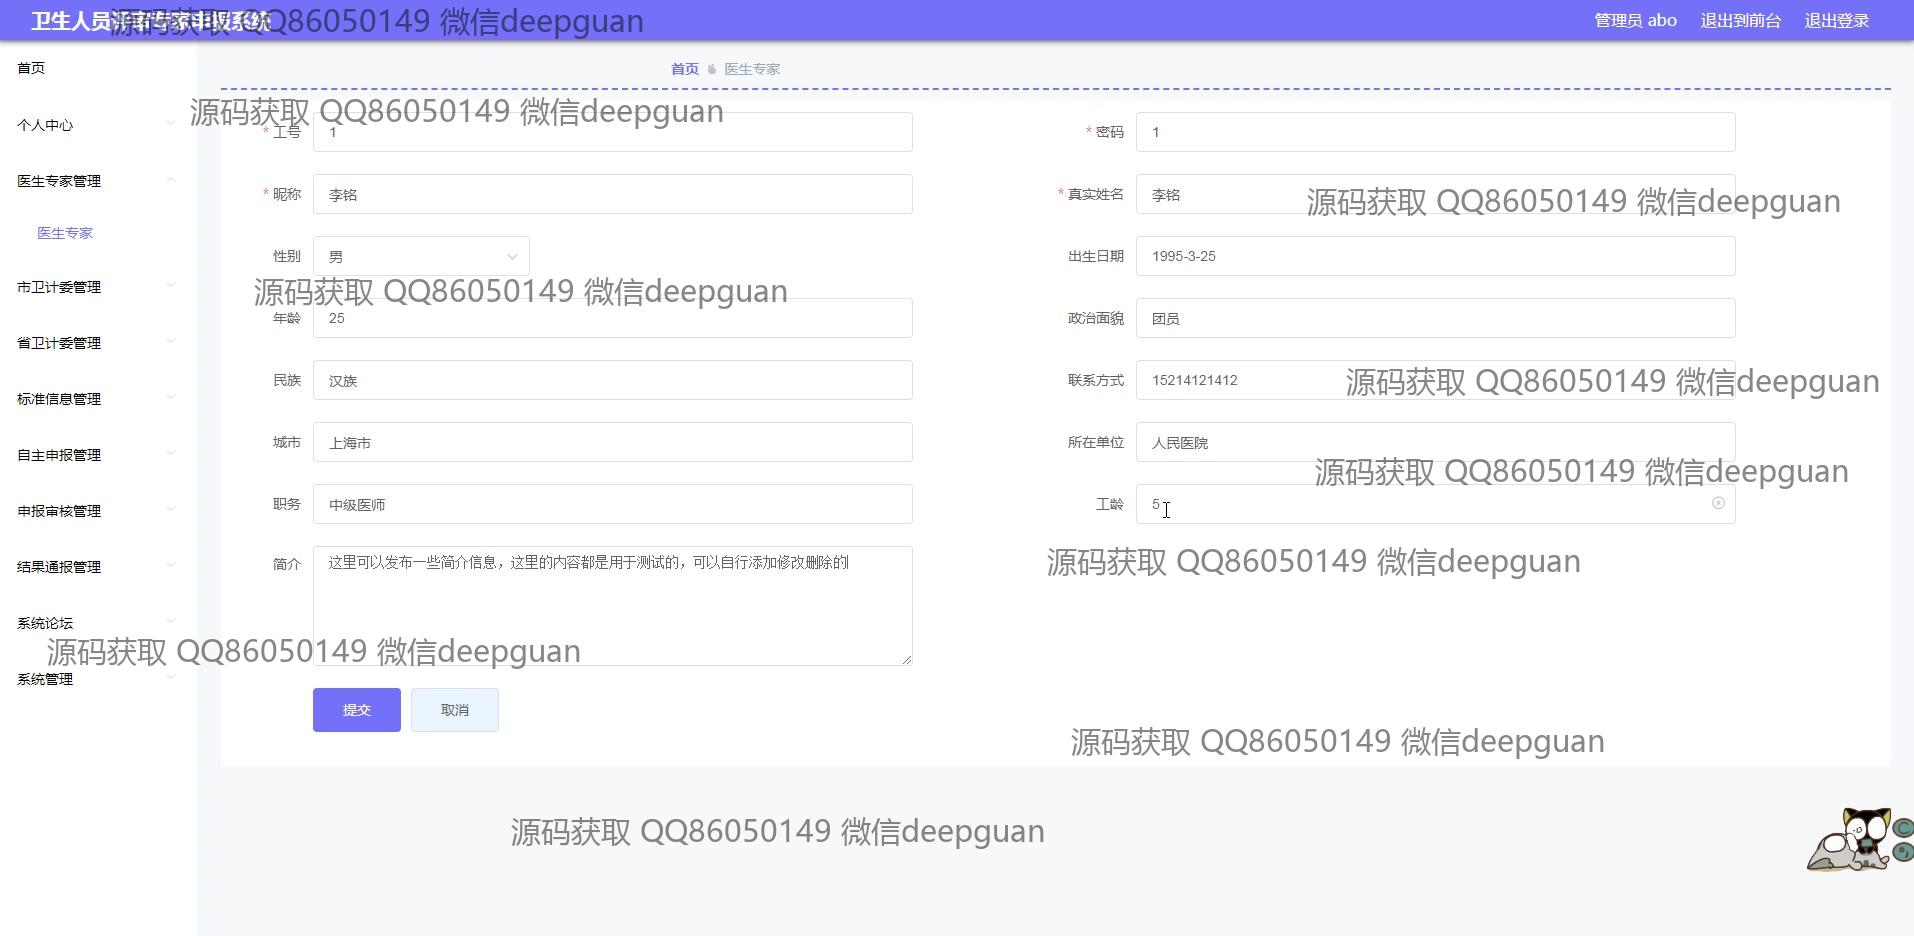 卫生人员
专家申报系统
源码获取 QQ86050149 微信deepguan
管理员 abo 退出到前台 退出登录
首页
首页 医生专家
个人中心
源码获取 QQ86050149 微信deepguan
* 工号 1
* 密码 1
医生专家管理
* 昵称 李铭
* 真实姓名 李铭
源码获取 QQ86050149 微信deepguan
医生专家
性别 男
出生日期 1995-3-25
市卫计委管理
源码获取 QQ86050149 微信deepguan
年龄 25
政治面貌 团员
省卫计委管理
民族 汉族
联系方式 15214121412
源码获取 QQ86050149 微信deepguan
标准信息管理
城市 上海市
所在单位 人民医院
自主申报管理
源码获取 QQ86050149 微信deepguan
职务 中级医师
工龄 5
申报审核管理
简介 这里可以发布一些简介信息，这里的内容都是用于测试的，可以自行添加修改删除的
源码获取 QQ86050149 微信deepguan
结果通报管理
系统论坛
源码获取 QQ86050149 微信deepguan
系统管理
提交 取消
源码获取 QQ86050149 微信deepguan
源码获取 QQ86050149 微信deepguan